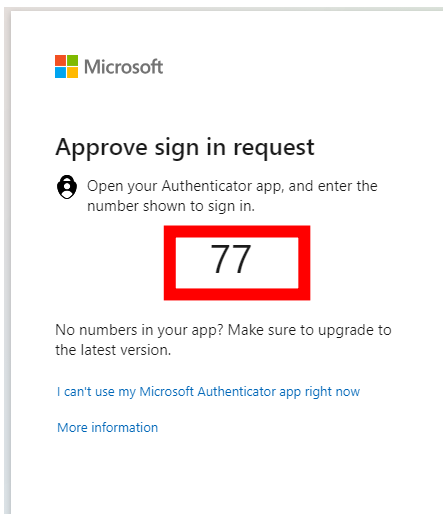 Microsoft
Approve sign in request
Open your Authenticator app, and enter the
number shown to sign in.
77
No numbers in your app? Make sure to upgrade to
the latest version.
I can't use my Microsoft Authenticator app right now
More information